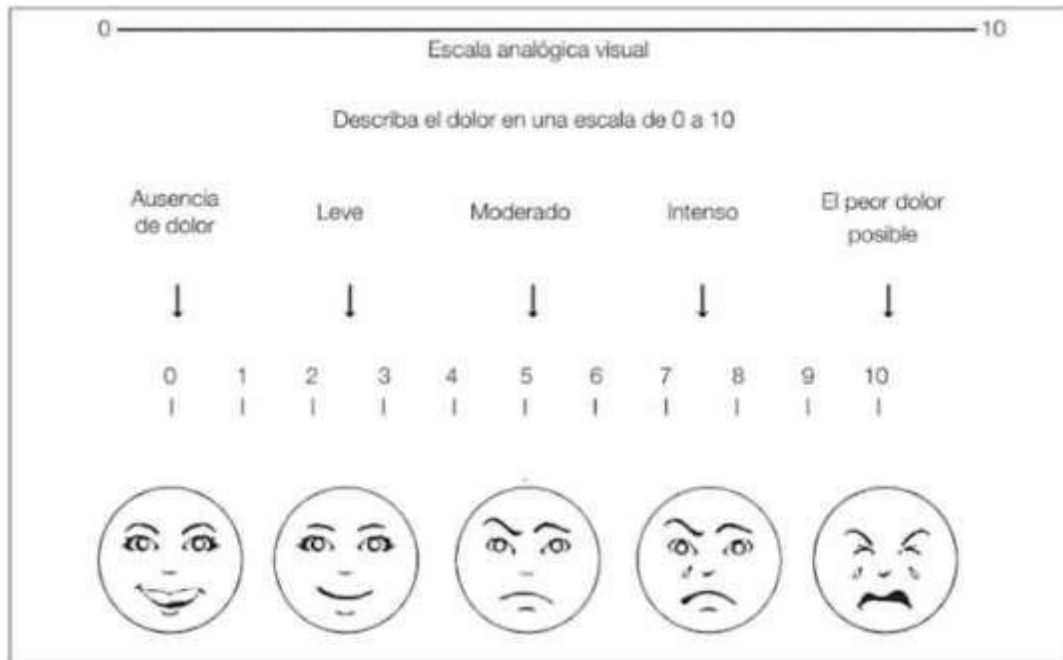 0 10
Escala analógica visual
Describa el dolor en una escala de 0 a 10
Ausencia
de dolor
Leve
Moderado
Intenso
El peor dolor
posible
0 1 2 3 4 5 6 7 8 9 10